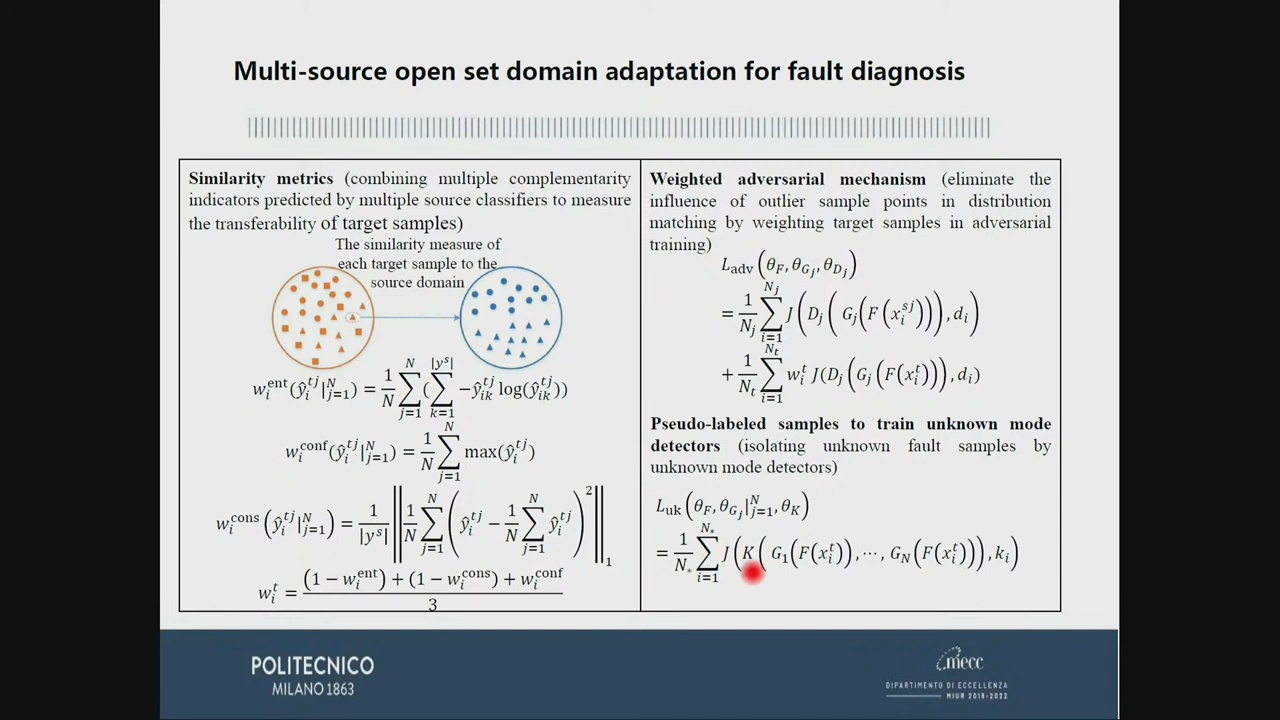 Multi-source open set domain adaptation for fault diagnosis
Similarity metrics (combining multiple complementarity
indicators predicted by multiple source classifiers to measure
the transferability of target samples)
The similarity measure of
each target sample to the
source domain
w_i^ent(ŷ_i^tj|_{j=1}^N) = 1/N ∑_{j=1}^N (∑_{k=1}^{|y^s|} −ŷ_ik^tj log(ŷ_ik^tj))
w_i^conf(ŷ_i^tj|_{j=1}^N) = 1/N ∑_{j=1}^N max(ŷ_i^tj)
w_i^cons(ŷ_i^tj|_{j=1}^N) = 1/|y^s| ‖1/N ∑_{j=1}^N (ŷ_i^tj − 1/N ∑_{j=1}^N ŷ_i^tj)^2‖_1
w_i^t = ((1 − w_i^ent) + (1 − w_i^cons) + w_i^conf)/3
Weighted adversarial mechanism (eliminate the
influence of outlier sample points in distribution
matching by weighting target samples in adversarial
training)
L_adv(θ_F, θ_{G_j}, θ_{D_j})
= 1/N_j ∑_{i=1}^{N_j} J(D_j(G_j(F(x_i^sj))), d_i)
+ 1/N_t ∑_{i=1}^{N_t} w_i^t J(D_j(G_j(F(x_i^t))), d_i)
Pseudo-labeled samples to train unknown mode
detectors (isolating unknown fault samples by
unknown mode detectors)
L_uk(θ_F, θ_{G_j}|_{j=1}^N, θ_K)
= 1/N_* ∑_{i=1}^{N_*} J(K(G_1(F(x_i^t)), ⋯, G_N(F(x_i^t))), k_i)
POLITECNICO
MILANO 1863
mecc
DIPARTIMENTO DI ECCELLENZA
MIUR 2018-2022